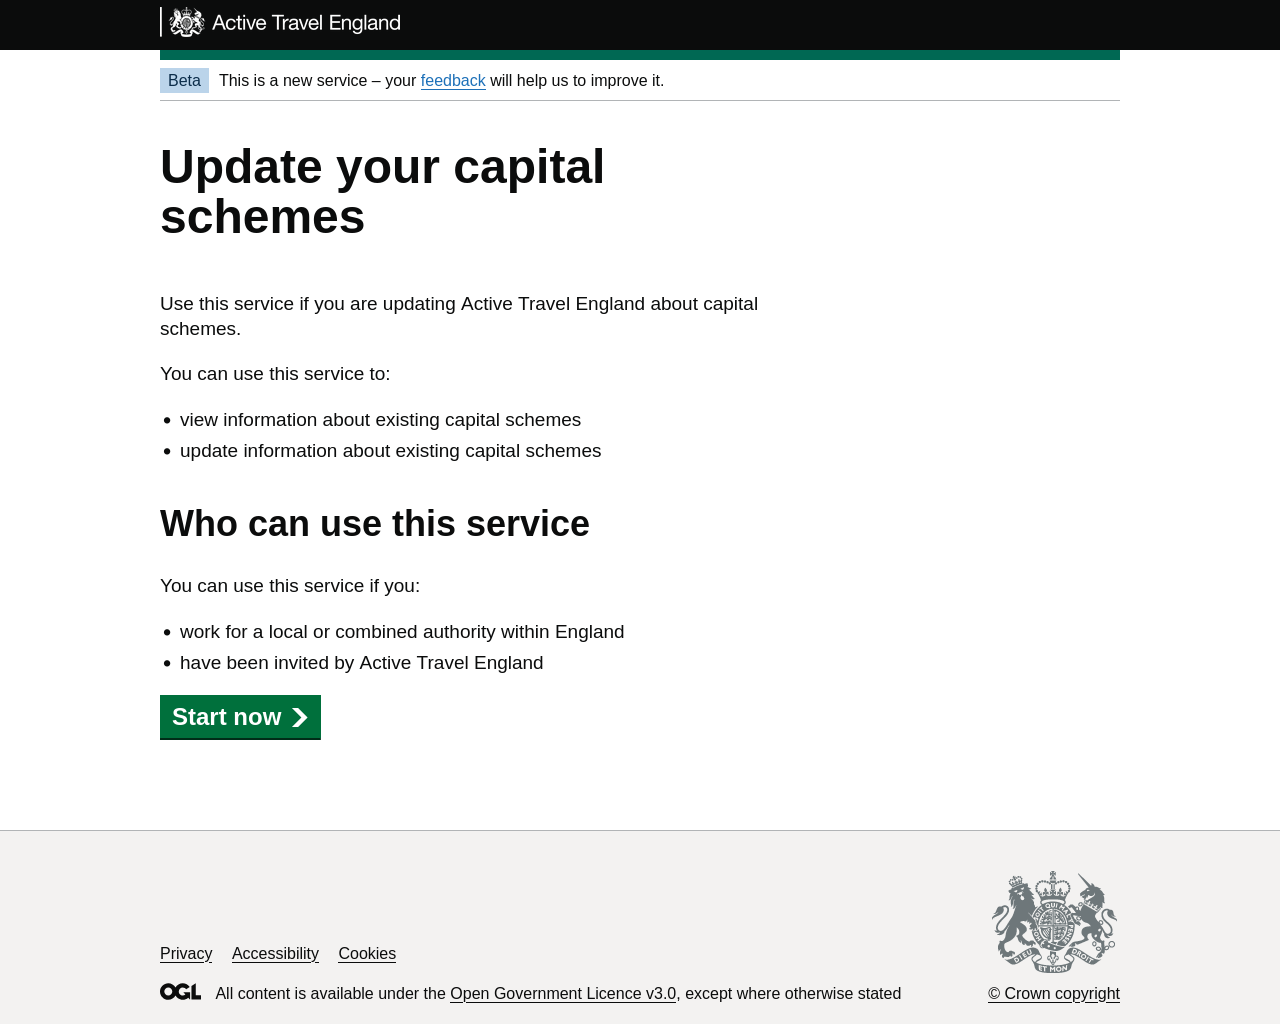 Active Travel England
Beta This is a new service – your feedback will help us to improve it.
Update your capital
schemes
Use this service if you are updating Active Travel England about capital
schemes.
You can use this service to:
• view information about existing capital schemes
• update information about existing capital schemes
Who can use this service
You can use this service if you:
• work for a local or combined authority within England
• have been invited by Active Travel England
Start now
Privacy Accessibility Cookies
OGL All content is available under the Open Government Licence v3.0, except where otherwise stated
DIEU ET MON DROIT
© Crown copyright